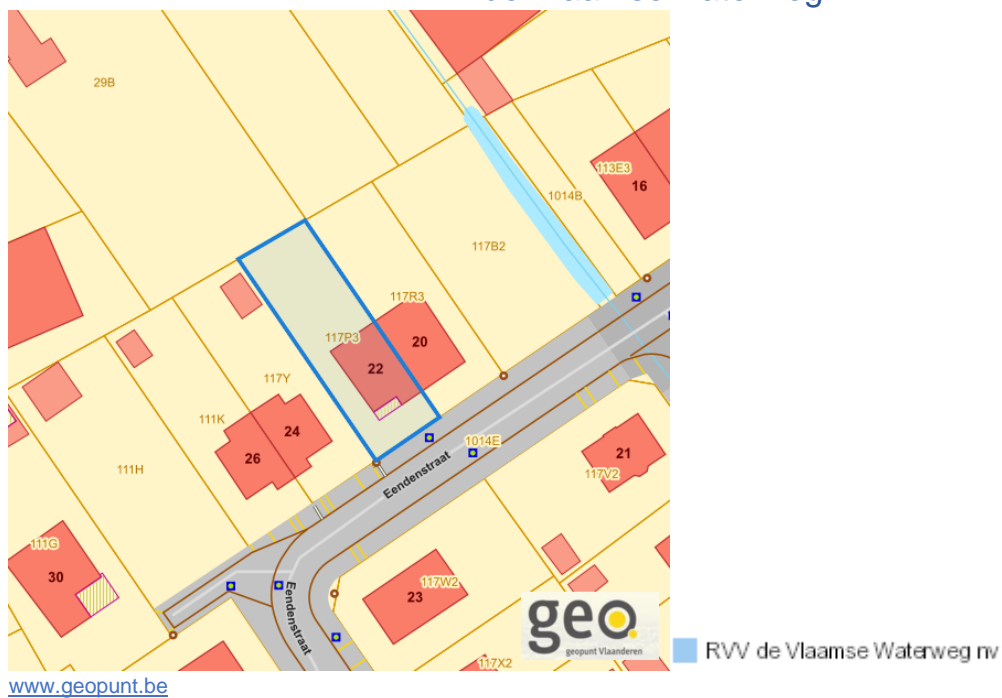 29B
113E3
16
1014B
117B2
117R3
117P3
20
22
117Y
111K
24
26
1014E
Eendenstraat
21
117V2
111H
111G
30
Eendenstraat
117W2
23
117X2
geo
geopunt Vlaanderen
RVV de Vlaamse Waterweg nv
www.geopunt.be